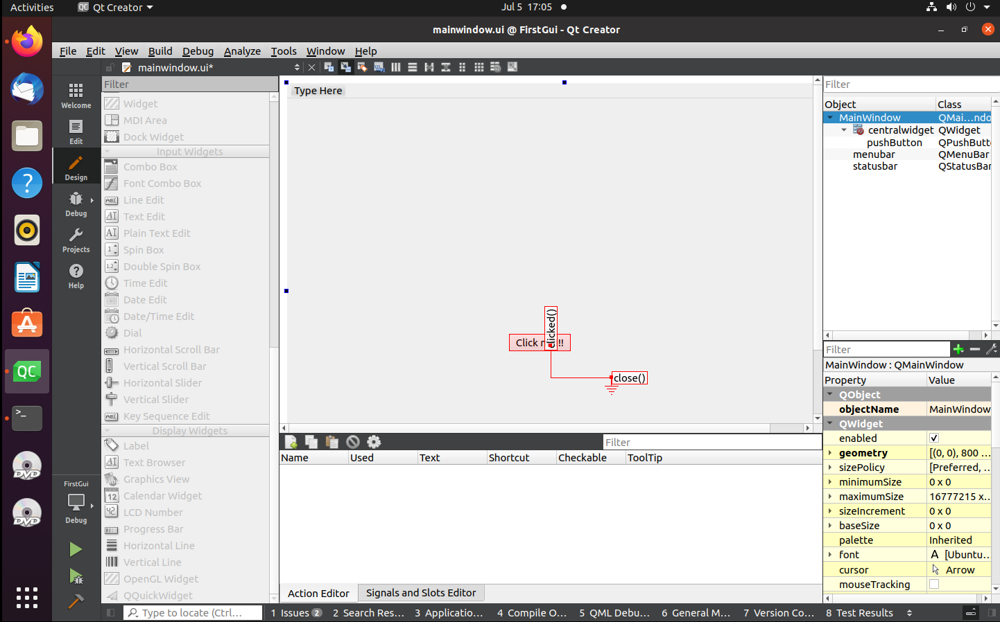 Activities Qt Creator Jul 5 17:05
mainwindow.ui @ FirstGui - Qt Creator
File Edit View Build Debug Analyze Tools Window Help
mainwindow.ui*
Welcome
Edit
Design
Debug
Projects
Help
FirstGui
Debug
Filter
Widget
MDI Area
Dock Widget
Input Widgets
Combo Box
Font Combo Box
Line Edit
Text Edit
Plain Text Edit
Spin Box
Double Spin Box
Time Edit
Date Edit
Date/Time Edit
Dial
Horizontal Scroll Bar
Vertical Scroll Bar
Horizontal Slider
Vertical Slider
Key Sequence Edit
Display Widgets
Label
Text Browser
Graphics View
Calendar Widget
LCD Number
Progress Bar
Horizontal Line
Vertical Line
OpenGL Widget
QQuickWidget
Type Here
clicked()
Click m !!
close()
Filter
Name Used Text Shortcut Checkable ToolTip
Action Editor Signals and Slots Editor
Filter
Object Class
MainWindow QMai...ndo
centralwidget QWidget
pushButton QPushButt
menubar QMenuBar
statusbar QStatusBar
Filter
MainWindow : QMainWindow
Property Value
QObject
objectName MainWindow
QWidget
enabled
geometry [(0, 0), 800 ...
sizePolicy [Preferred, ...
minimumSize 0 x 0
maximumSize 16777215 x...
sizeIncrement 0 x 0
baseSize 0 x 0
palette Inherited
font A [Ubuntu...
cursor Arrow
mouseTracking
Type to locate (Ctrl... 1 Issues 2 2 Search Res... 3 Applicatio... 4 Compile O... 5 QML Debu... 6 General M... 7 Version Co... 8 Test Results